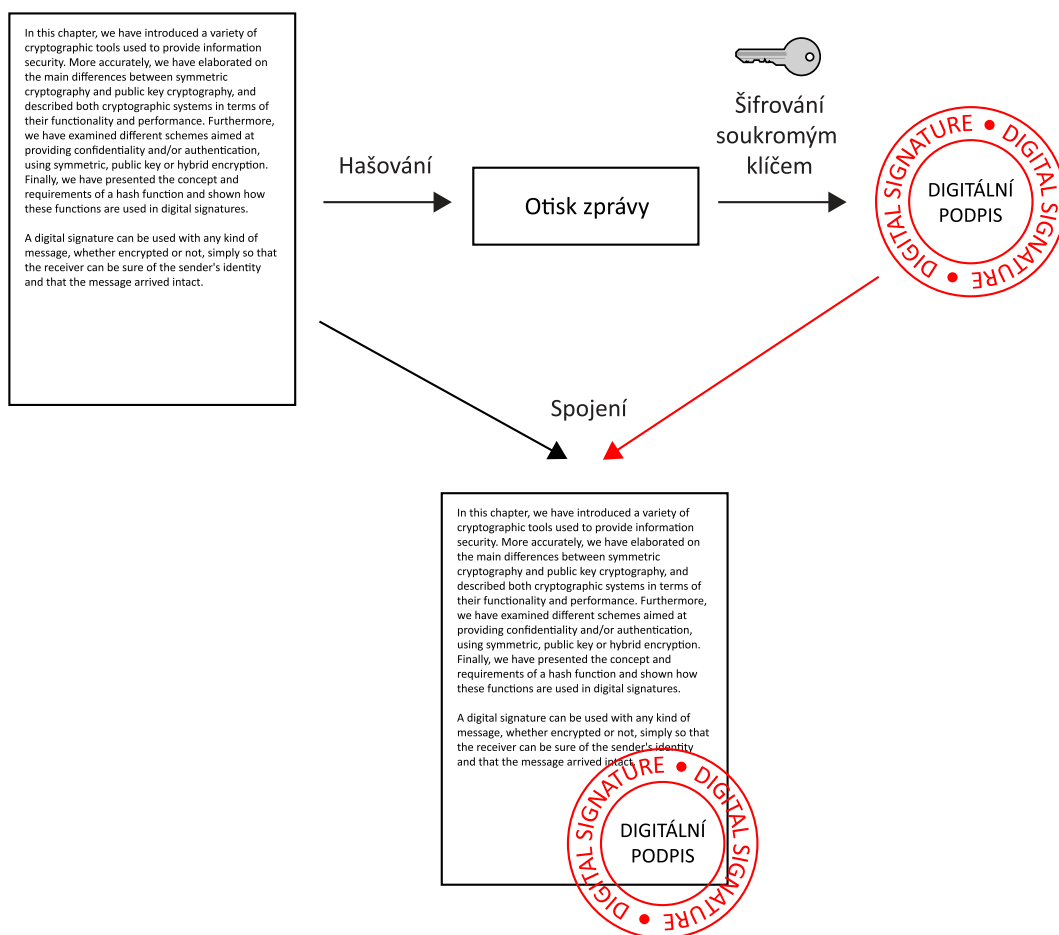 In this chapter, we have introduced a variety of
cryptographic tools used to provide information
security. More accurately, we have elaborated on
the main differences between symmetric
cryptography and public key cryptography, and
described both cryptographic systems in terms of
their functionality and performance. Furthermore,
we have examined different schemes aimed at
providing confidentiality and/or authentication,
using symmetric, public key or hybrid encryption.
Finally, we have presented the concept and
requirements of a hash function and shown how
these functions are used in digital signatures.
A digital signature can be used with any kind of
message, whether encrypted or not, simply so that
the receiver can be sure of the sender's identity
and that the message arrived intact.
Hašování
Otisk zprávy
Šifrování
soukromým
klíčem
DIGITAL SIGNATURE • DIGITAL SIGNATURE •
DIGITÁLNÍ
PODPIS
Spojení
In this chapter, we have introduced a variety of
cryptographic tools used to provide information
security. More accurately, we have elaborated on
the main differences between symmetric
cryptography and public key cryptography, and
described both cryptographic systems in terms of
their functionality and performance. Furthermore,
we have examined different schemes aimed at
providing confidentiality and/or authentication,
using symmetric, public key or hybrid encryption.
Finally, we have presented the concept and
requirements of a hash function and shown how
these functions are used in digital signatures.
A digital signature can be used with any kind of
message, whether encrypted or not, simply so that
the receiver can be sure of the sender's identity
and that the message arrived intact.
DIGITAL SIGNATURE • DIGITAL SIGNATURE •
DIGITÁLNÍ
PODPIS